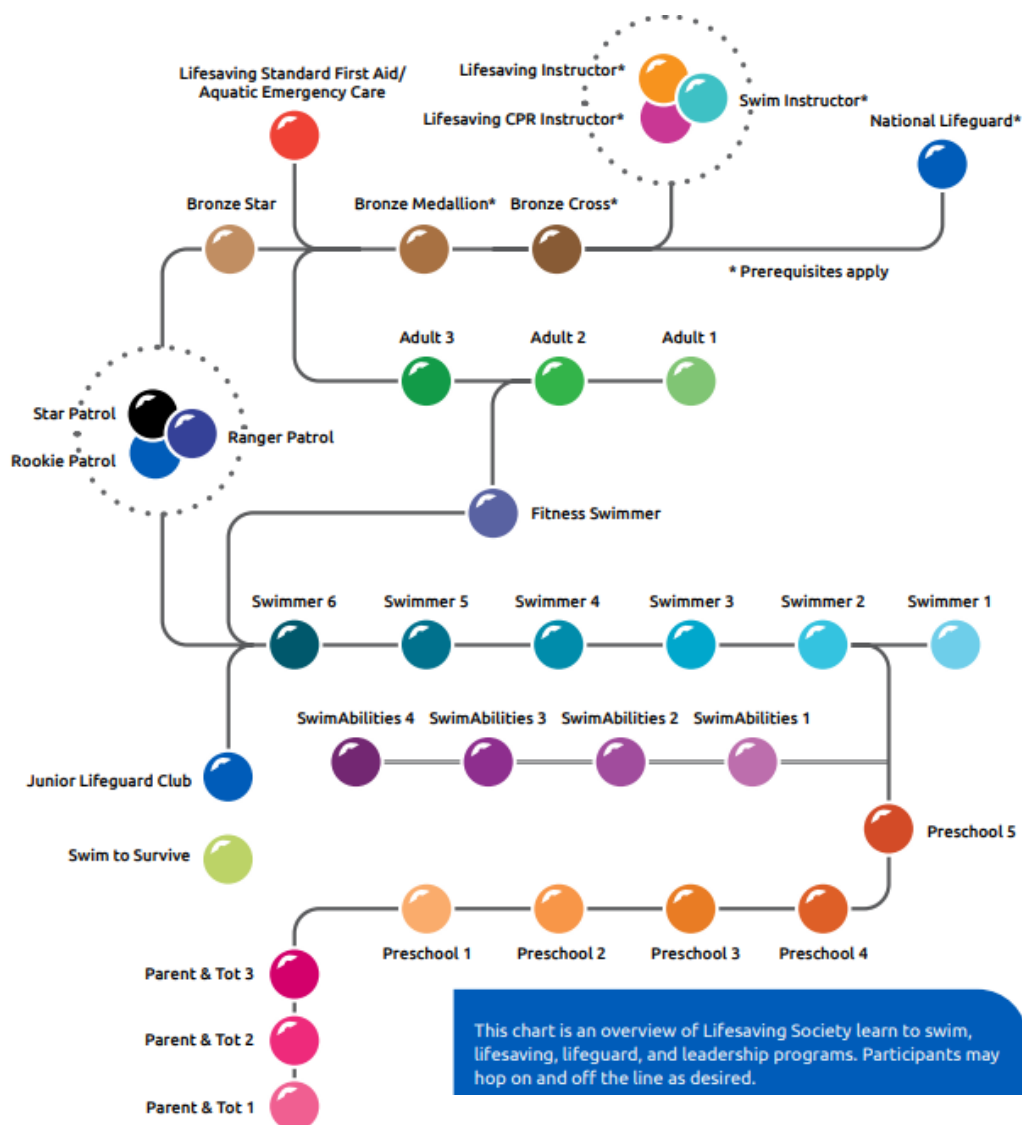 Lifesaving Standard First Aid/
Aquatic Emergency Care
Lifesaving Instructor*
Swim Instructor*
Lifesaving CPR Instructor*
National Lifeguard*
Bronze Star
Bronze Medallion*
Bronze Cross*
* Prerequisites apply
Adult 3
Adult 2
Adult 1
Star Patrol
Ranger Patrol
Rookie Patrol
Fitness Swimmer
Swimmer 6
Swimmer 5
Swimmer 4
Swimmer 3
Swimmer 2
Swimmer 1
SwimAbilities 4
SwimAbilities 3
SwimAbilities 2
SwimAbilities 1
Junior Lifeguard Club
Preschool 5
Swim to Survive
Preschool 1
Preschool 2
Preschool 3
Preschool 4
Parent & Tot 3
Parent & Tot 2
Parent & Tot 1
This chart is an overview of Lifesaving Society learn to swim,
lifesaving, lifeguard, and leadership programs. Participants may
hop on and off the line as desired.